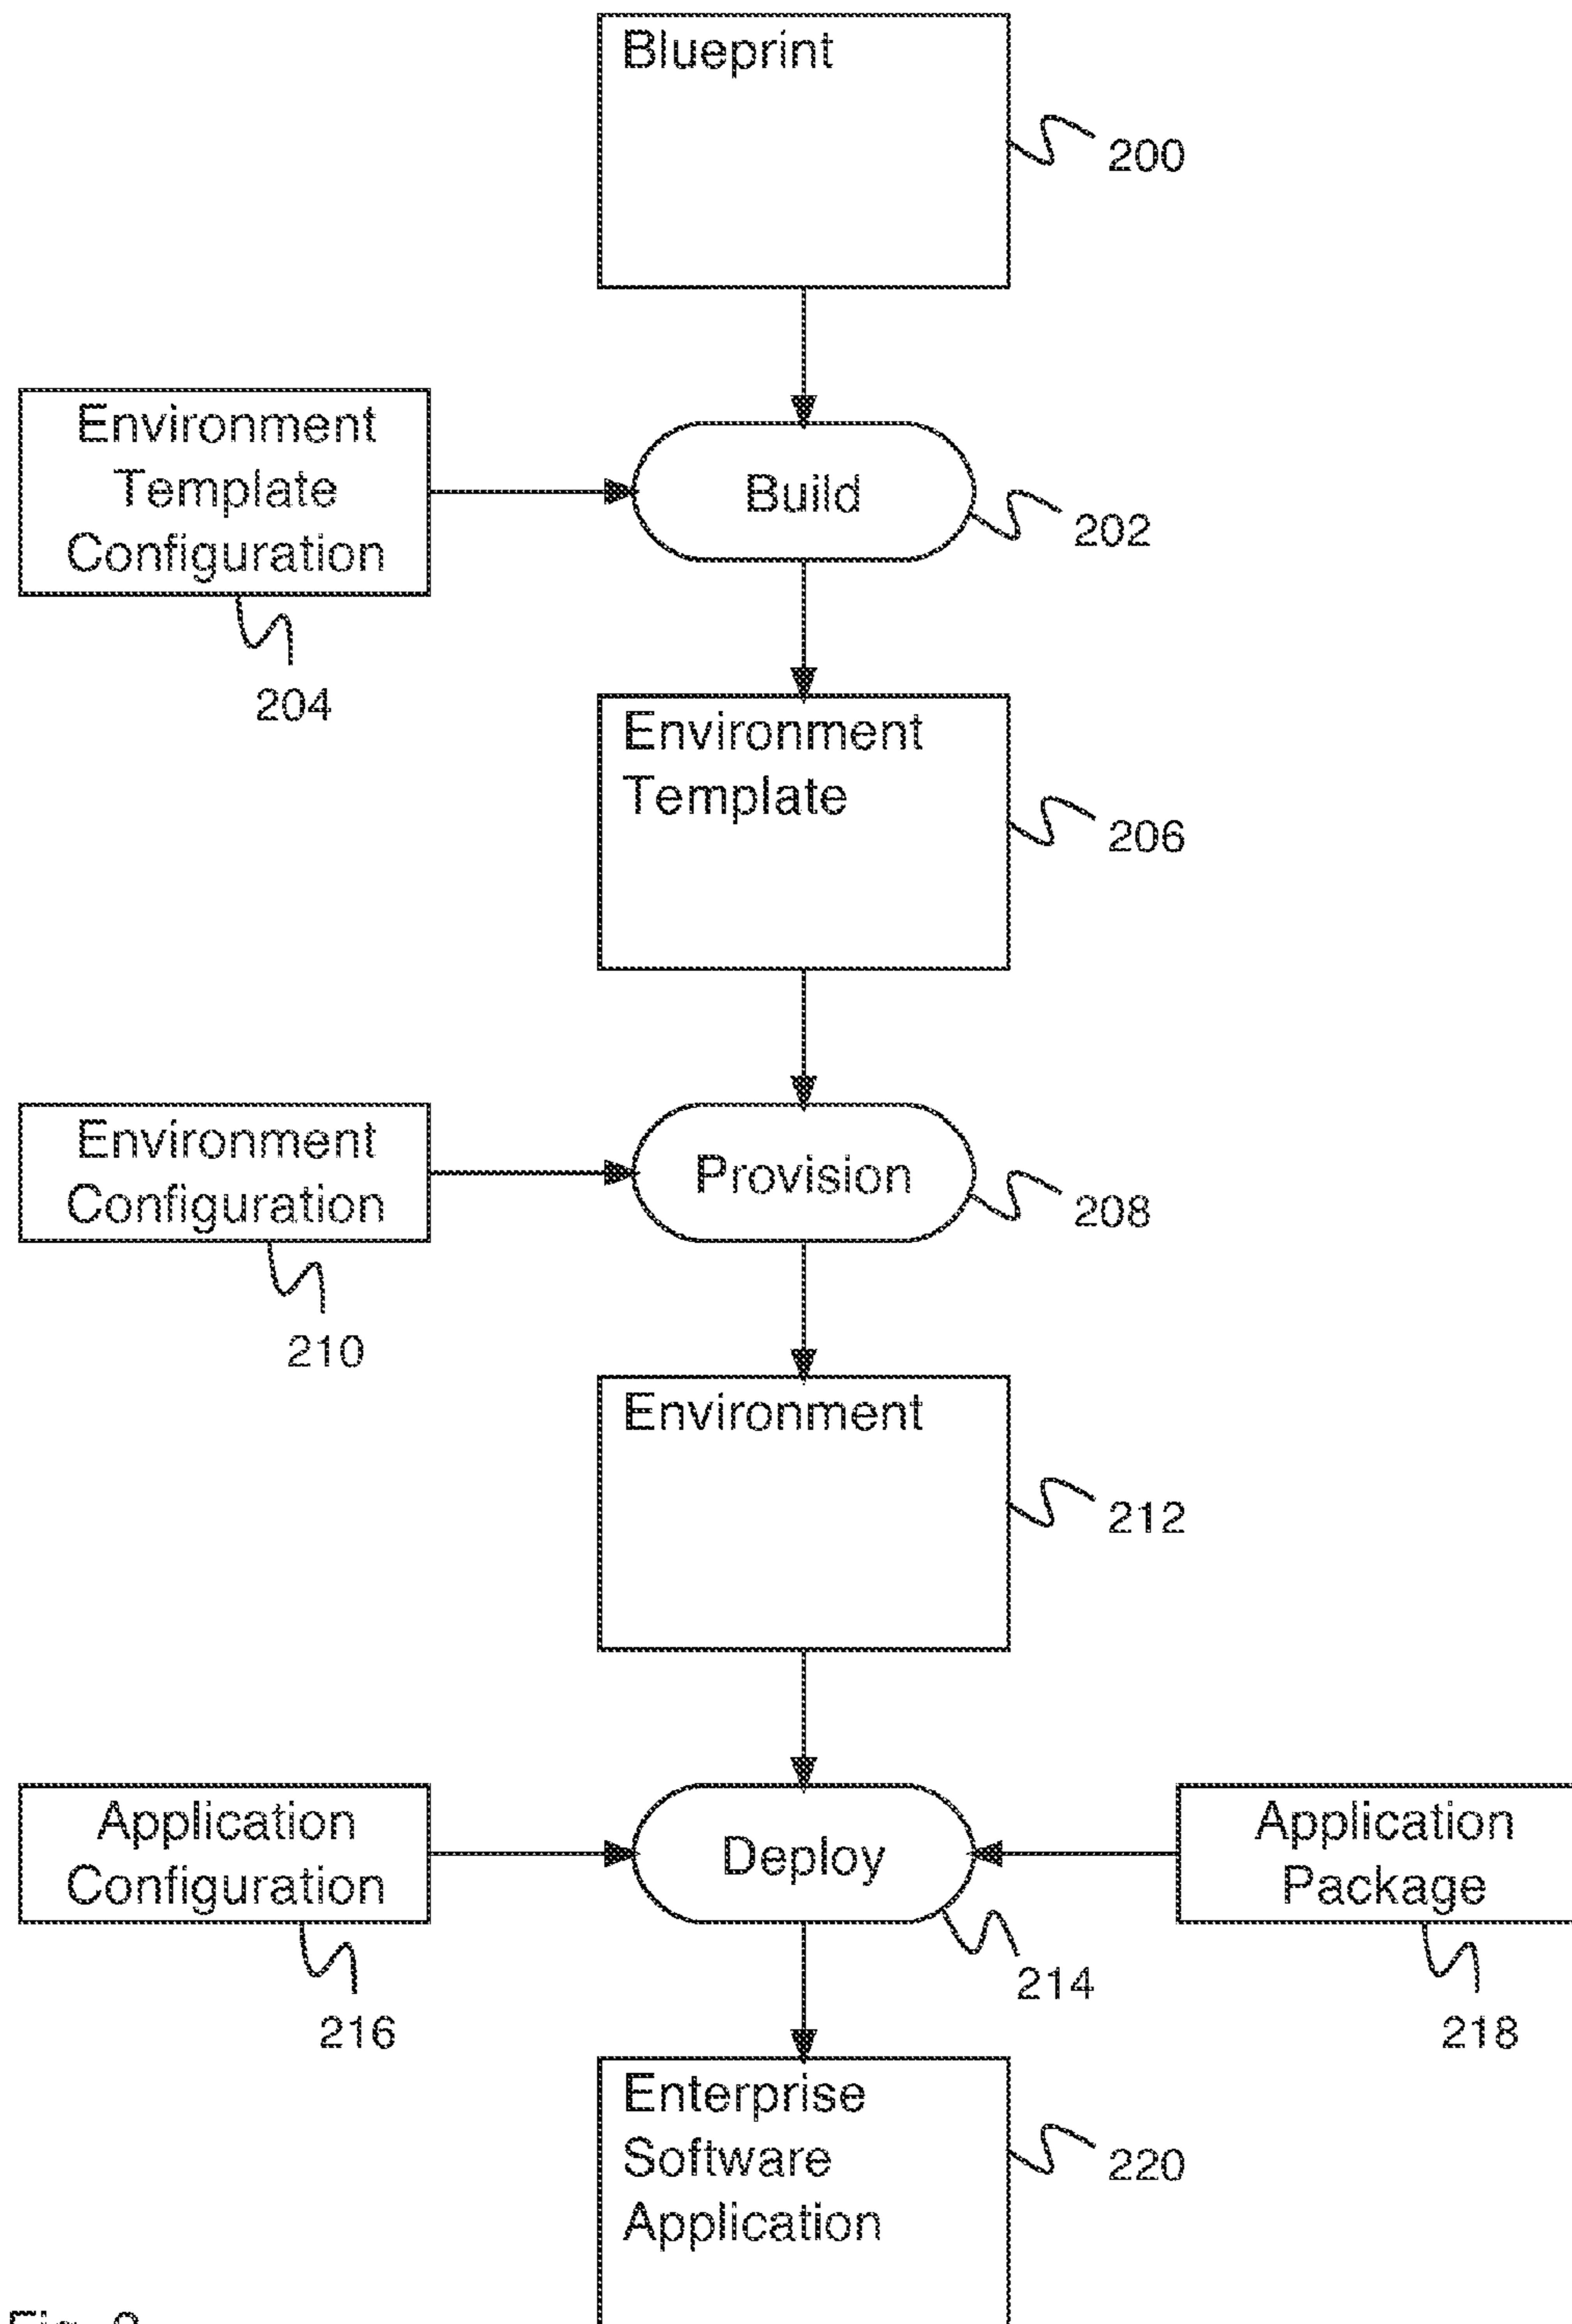 Blueprint
200
Environment
Template
Configuration
Build
202
204
Environment
Template
206
Environment
Configuration
Provision
208
210
Environment
212
Application
Configuration
Deploy
Application
Package
214
216
218
Enterprise
Software
Application
220